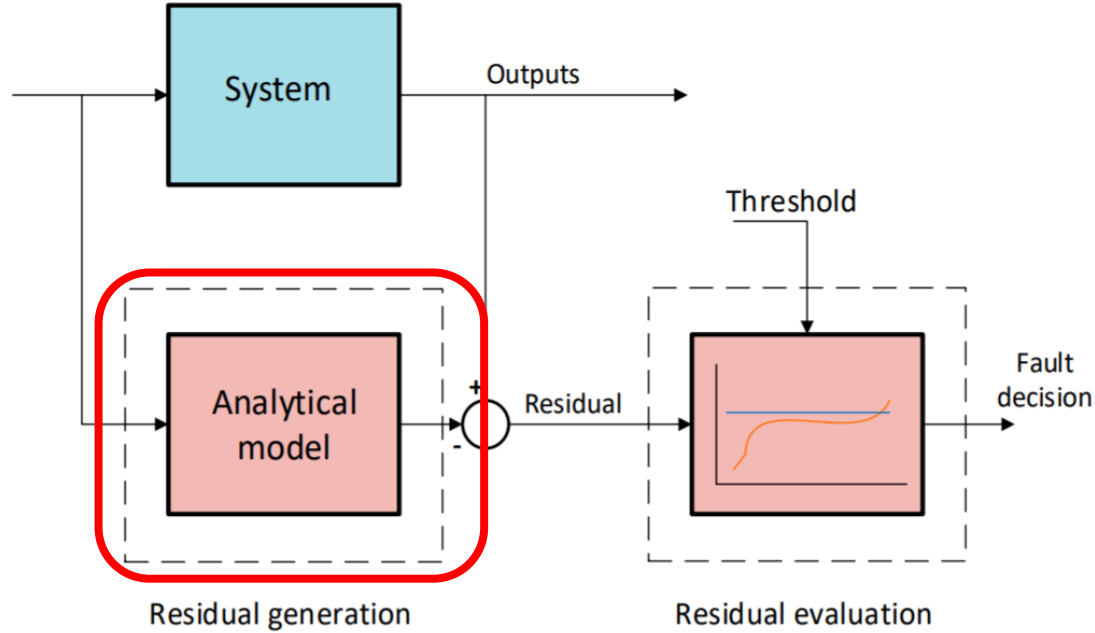 System
Outputs
Threshold
Analytical
model
+
-
Residual
Fault
decision
Residual generation
Residual evaluation